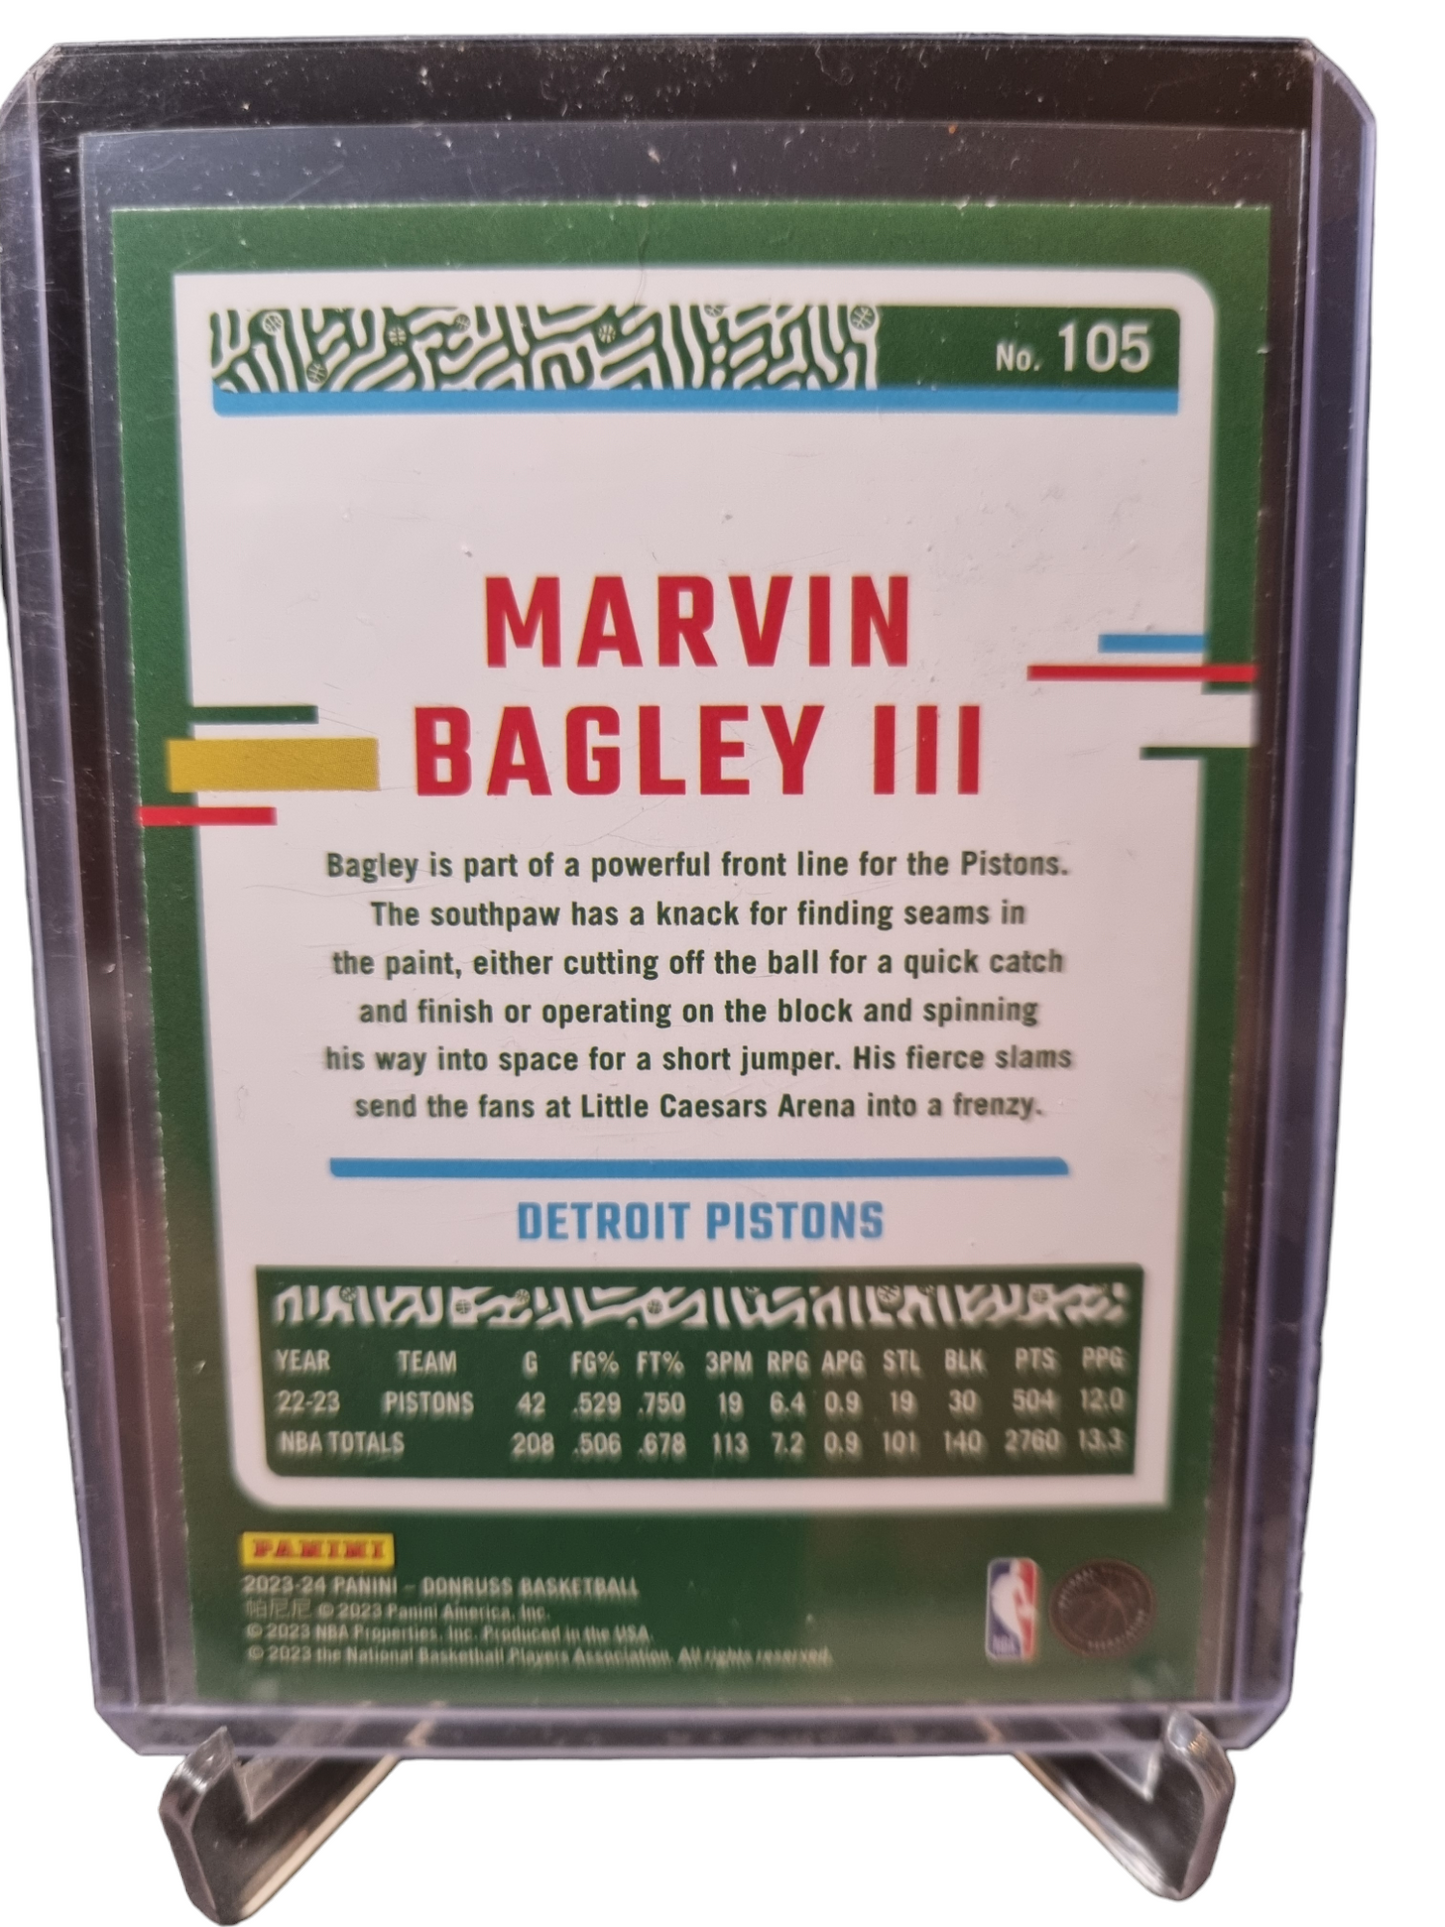 No. 105
MARVIN
BAGLEY III
Bagley is part of a powerful front line for the Pistons.
The southpaw has a knack for finding seams in
the paint, either cutting off the ball for a quick catch
and finish or operating on the block and spinning
his way into space for a short jumper. His fierce slams
send the fans at Little Caesars Arena into a frenzy.
DETROIT PISTONS
YEAR TEAM G FG% FT% 3PM RPG APG STL BLK PTS PPG
22-23 PISTONS 42 .529 .750 19 6.4 0.9 19 30 504 12.0
NBA TOTALS 208 .506 .678 113 7.2 0.9 101 140 2760 13.3
PANINI
2023-24 PANINI – DONRUSS BASKETBALL
帕尼尼 © 2023 Panini America, Inc.
© 2023 NBA Properties, Inc. Produced in the USA.
© 2023 the National Basketball Players Association. All rights reserved.
NBA